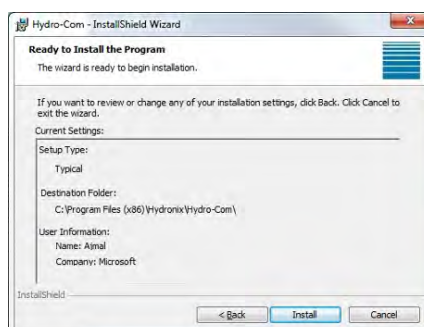 Hydro-Com - InstallShield Wizard
Ready to Install the Program
The wizard is ready to begin installation.
If you want to review or change any of your installation settings, click Back. Click Cancel to
exit the wizard.
Current Settings:
Setup Type:
Typical
Destination Folder:
C:\Program Files (x86)\Hydronix\Hydro-Com\
User Information:
Name: Ajmal
Company: Microsoft
InstallShield
< Back
Install
Cancel